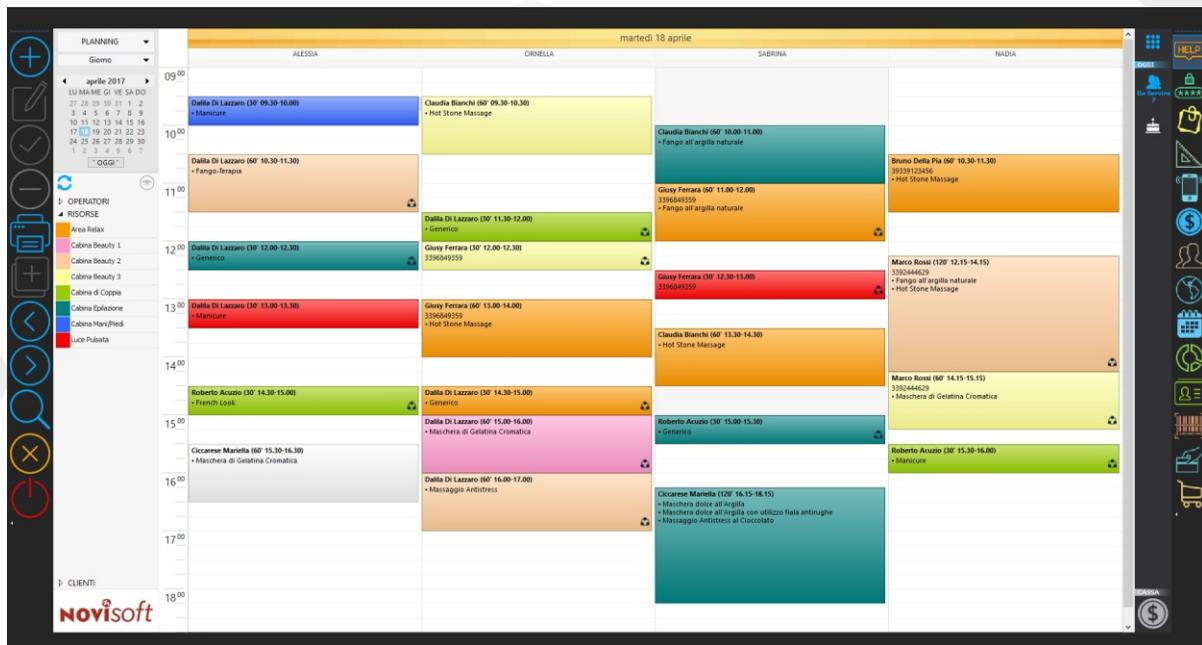 PLANNING
Giorno
aprile 2017
LU MA ME GI VE SA DO
27 28 29 30 31 1 2
3 4 5 6 7 8 9
10 11 12 13 14 15 16
17 18 19 20 21 22 23
24 25 26 27 28 29 30
1 2 3 4 5 6 7
" OGGI "
OPERATORI
RISORSE
Area Relax
Cabina Beauty 1
Cabina Beauty 2
Cabina Beauty 3
Cabina di Coppia
Cabina Epilazione
Cabina Mani/Piedi
Luce Pulsata
CLIENTI
NOVISOFT
martedì 18 aprile
ALESSIA
ORNELLA
SABRINA
NADIA
09 00
10 00
11 00
12 00
13 00
14 00
15 00
16 00
17 00
18 00
Dalila Di Lazzaro (30' 09.30-10.00)
• Manicure
Dalila Di Lazzaro (60' 10.30-11.30)
• Fango-Terapia
Dalila Di Lazzaro (30' 12.00-12.30)
• Generico
Dalila Di Lazzaro (30' 13.00-13.30)
• Manicure
Roberto Acuzio (30' 14.30-15.00)
• French Look
Ciccarese Mariella (60' 15.30-16.30)
• Maschera di Gelatina Cromatica
Claudia Bianchi (60' 09.30-10.30)
• Hot Stone Massage
Dalila Di Lazzaro (30' 11.30-12.00)
• Generico
Giusy Ferrara (30' 12.00-12.30)
3396849359
Giusy Ferrara (60' 13.00-14.00)
3396849359
• Hot Stone Massage
Dalila Di Lazzaro (30' 14.30-15.00)
• Generico
Dalila Di Lazzaro (60' 15.00-16.00)
• Maschera di Gelatina Cromatica
Dalila Di Lazzaro (60' 16.00-17.00)
• Massaggio Antistress
Claudia Bianchi (60' 10.00-11.00)
• Fango all'argilla naturale
Giusy Ferrara (60' 11.00-12.00)
3396849359
• Fango all'argilla naturale
Giusy Ferrara (30' 12.30-13.00)
3396849359
Claudia Bianchi (60' 13.30-14.30)
• Hot Stone Massage
Roberto Acuzio (30' 15.00-15.30)
• Generico
Ciccarese Mariella (120' 16.15-18.15)
• Maschera dolce all'Argilla
• Maschera dolce all'Argilla con utilizzo fiala antirughe
• Massaggio Antistress al Cioccolato
Bruno Della Pia (60' 10.30-11.30)
39339123456
• Hot Stone Massage
Marco Rossi (120' 12.15-14.15)
3392444629
• Fango all'argilla naturale
• Hot Stone Massage
Marco Rossi (60' 14.15-15.15)
3392444629
• Maschera di Gelatina Cromatica
Roberto Acuzio (30' 15.30-16.00)
• Manicure
OGGI
Da Servire
7
CASSA
HELP